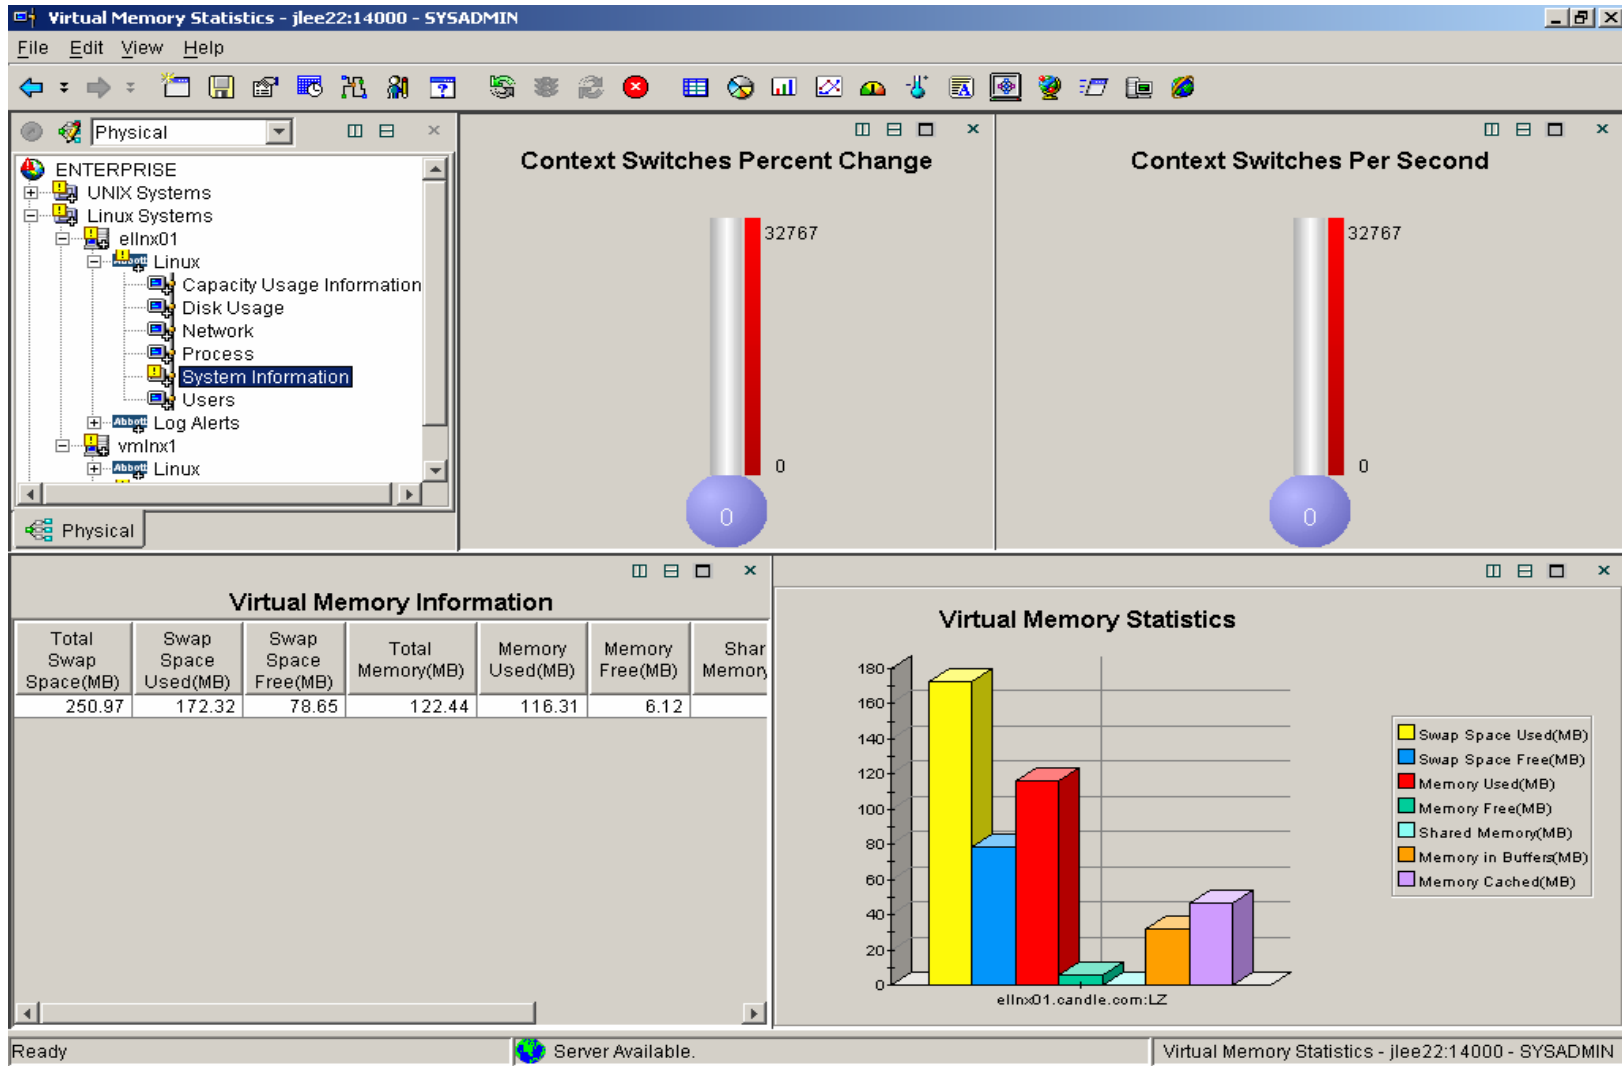 Virtual Memory Statistics - jlee22:14000 - SYSADMIN
File Edit View Help
Physical
ENTERPRISE
UNIX Systems
Linux Systems
ellnx01
Abbott Linux
Capacity Usage Information
Disk Usage
Network
Process
System Information
Users
Abbott Log Alerts
vmlnx1
Abbott Linux
Physical
Context Switches Percent Change
32767
0
0
Context Switches Per Second
32767
0
0
Virtual Memory Information
Total Swap Space(MB) Swap Space Used(MB) Swap Space Free(MB) Total Memory(MB) Memory Used(MB) Memory Free(MB) Shar Memory
250.97 172.32 78.65 122.44 116.31 6.12
Virtual Memory Statistics
180
160
140
120
100
80
60
40
20
0
ellnx01.candle.com:LZ
Swap Space Used(MB)
Swap Space Free(MB)
Memory Used(MB)
Memory Free(MB)
Shared Memory(MB)
Memory in Buffers(MB)
Memory Cached(MB)
Ready
Server Available.
Virtual Memory Statistics - jlee22:14000 - SYSADMIN